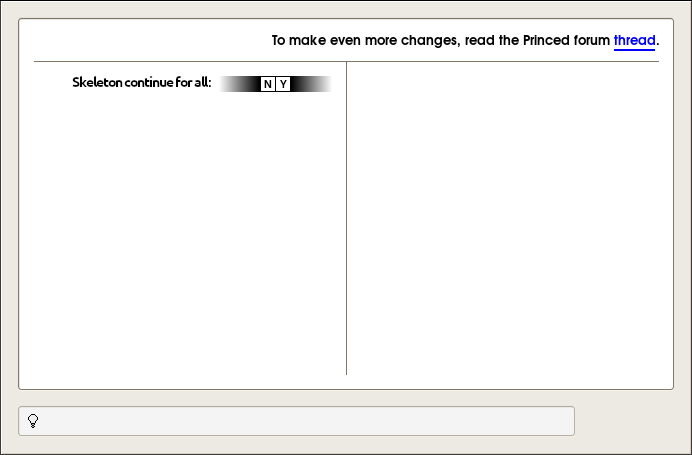 To make even more changes, read the Princed forum thread.
Skeleton continue for all: N Y